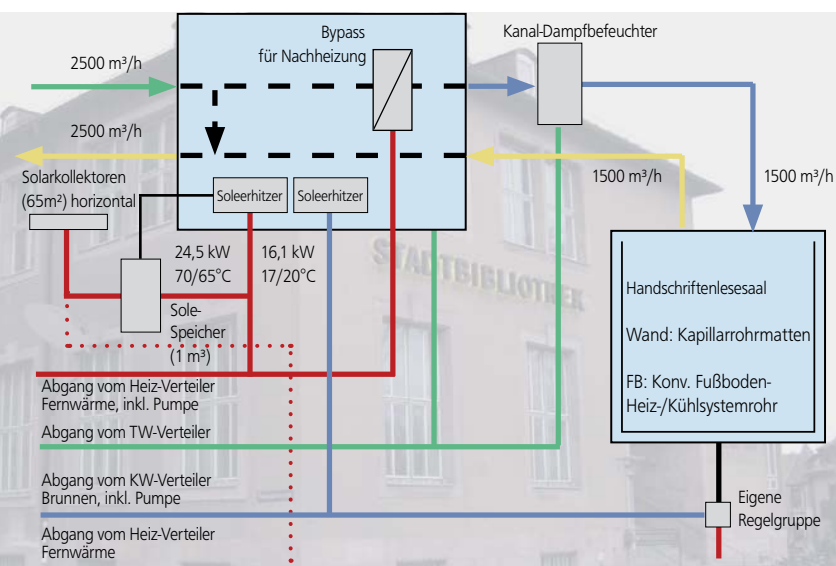 Bypass
für Nachheizung
Kanal-Dampfbefeuchter
2500 m³/h
2500 m³/h
Solarkollektoren
(65m²) horizontal
Soleerhitzer
Soleerhitzer
1500 m³/h
1500 m³/h
24,5 kW
70/65°C
16,1 kW
17/20°C
STADTBIBLIOTHEK
Sole-
Speicher
(1 m³)
Handschriftenlesesaal
Wand: Kapillarrohrmatten
FB: Konv. Fußboden-
Heiz-/Kühlsystemrohr
Abgang vom Heiz-Verteiler
Fernwärme, inkl. Pumpe
Abgang vom TW-Verteiler
Abgang vom KW-Verteiler
Brunnen, inkl. Pumpe
Eigene
Regelgruppe
Abgang vom Heiz-Verteiler
Fernwärme